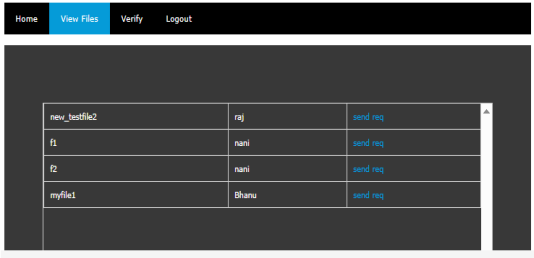 Home View Files Verify Logout
new_testfile2 raj send req
f1 nani send req
f2 nani send req
myfile1 Bhanu send req